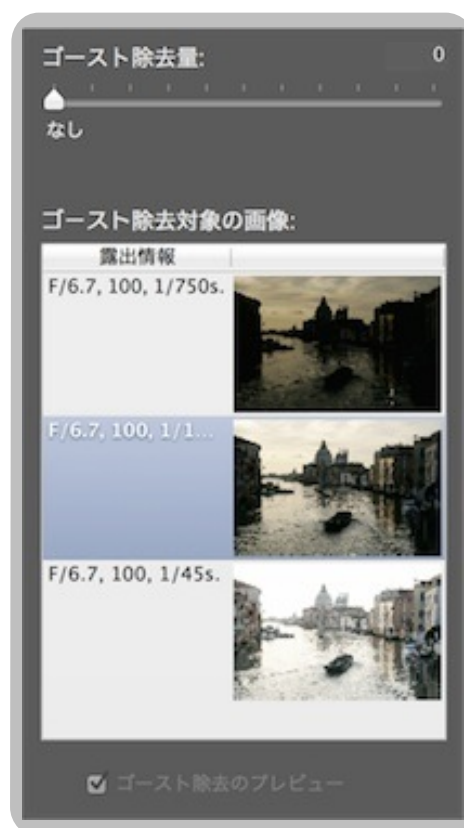 ゴースト除去量: 0
なし
ゴースト除去対象の画像:
露出情報
F/6.7, 100, 1/750s.
F/6.7, 100, 1/1...
F/6.7, 100, 1/45s.
ゴースト除去のプレビュー